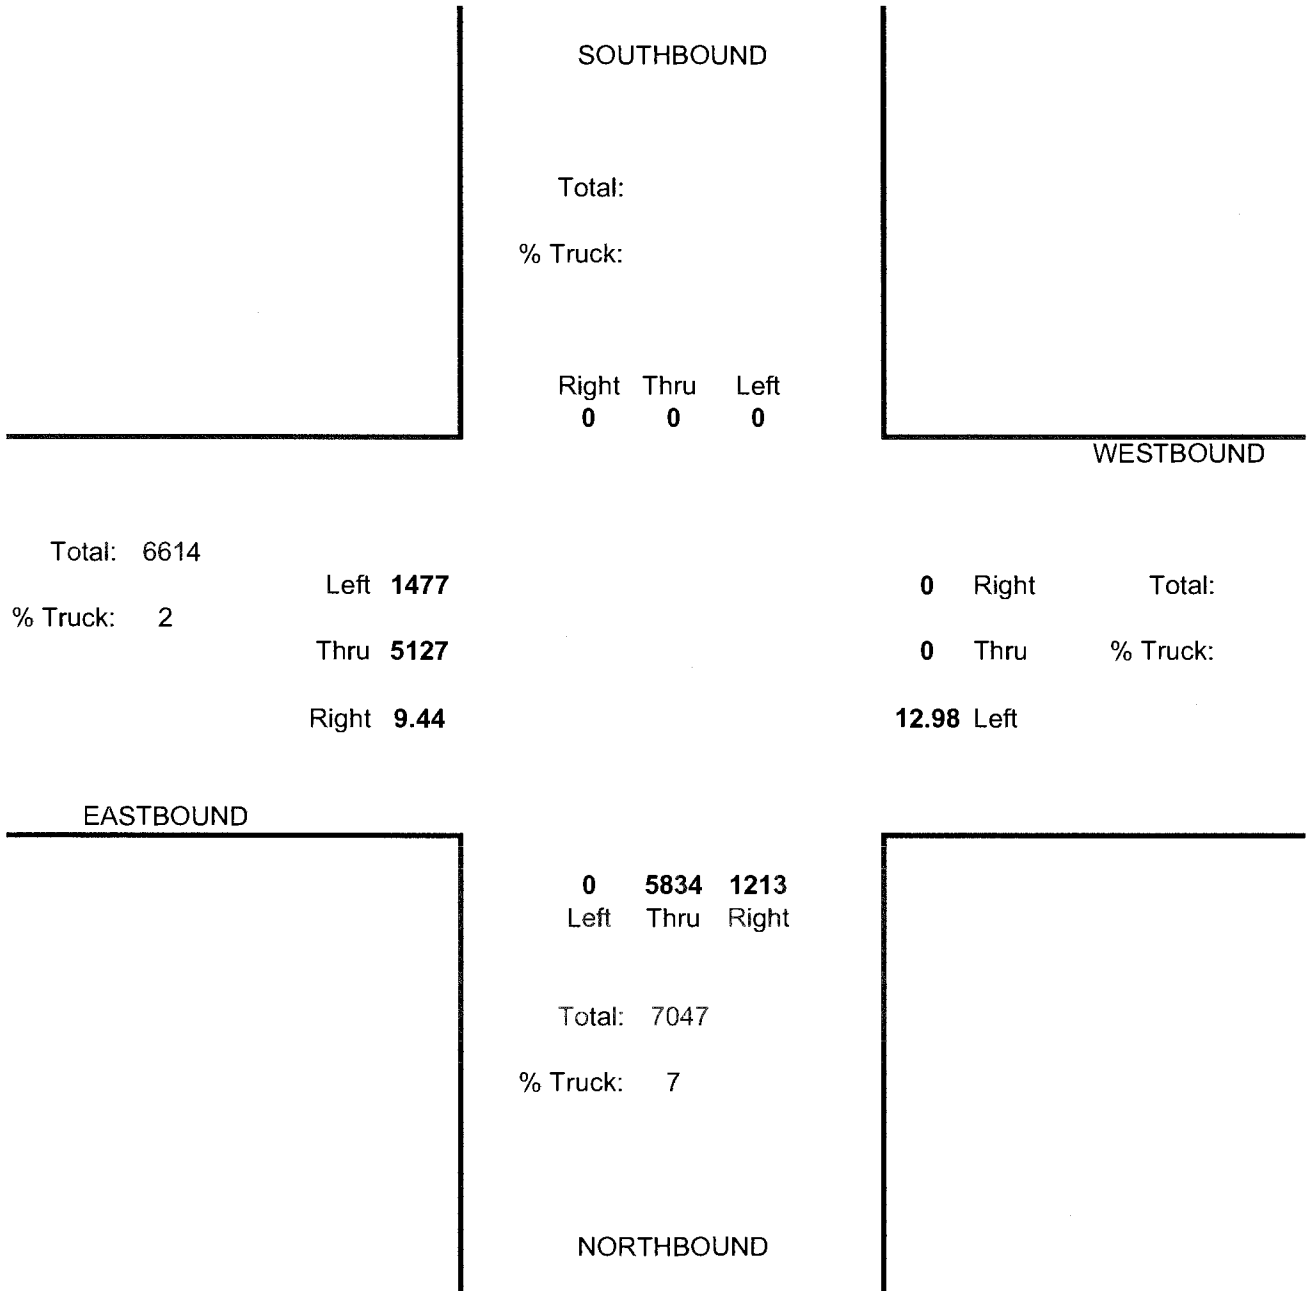 SOUTHBOUND
Total:
% Truck:
Right Thru Left
0 0 0
WESTBOUND
Total: 6614
Left 1477
% Truck: 2
Thru 5127
Right 9.44
0 Right Total:
0 Thru % Truck:
12.98 Left
EASTBOUND
0 5834 1213
Left Thru Right
Total: 7047
% Truck: 7
NORTHBOUND